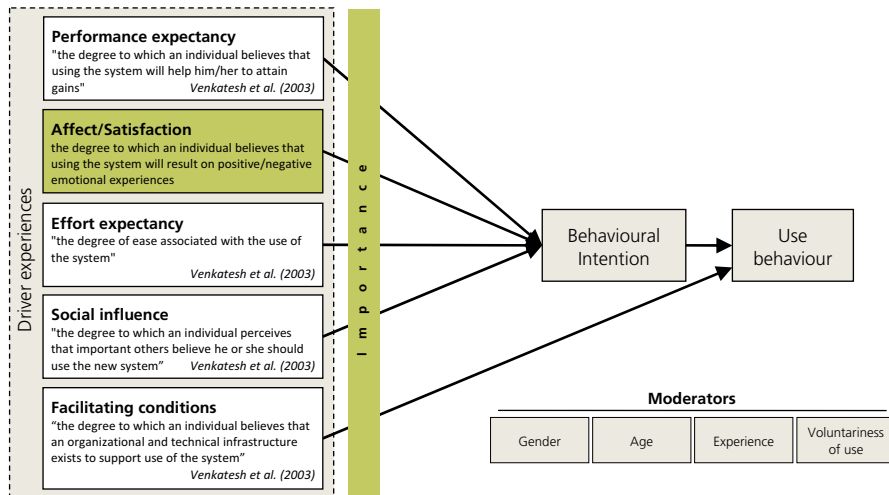 Driver experiences
Performance expectancy
"the degree to which an individual believes that
using the system will help him/her to attain
gains"
Venkatesh et al. (2003)
Affect/Satisfaction
the degree to which an individual believes that
using the system will result on positive/negative
emotional experiences
Effort expectancy
"the degree of ease associated with the use of
the system"
Venkatesh et al. (2003)
Social influence
"the degree to which an individual perceives
that important others believe he or she should
use the new system” Venkatesh et al. (2003)
Facilitating conditions
“the degree to which an individual believes that
an organizational and technical infrastructure
exists to support use of the system”
Venkatesh et al. (2003)
Importance
Behavioural
Intention
Use
behaviour
Moderators
Gender
Age
Experience
Voluntariness
of use